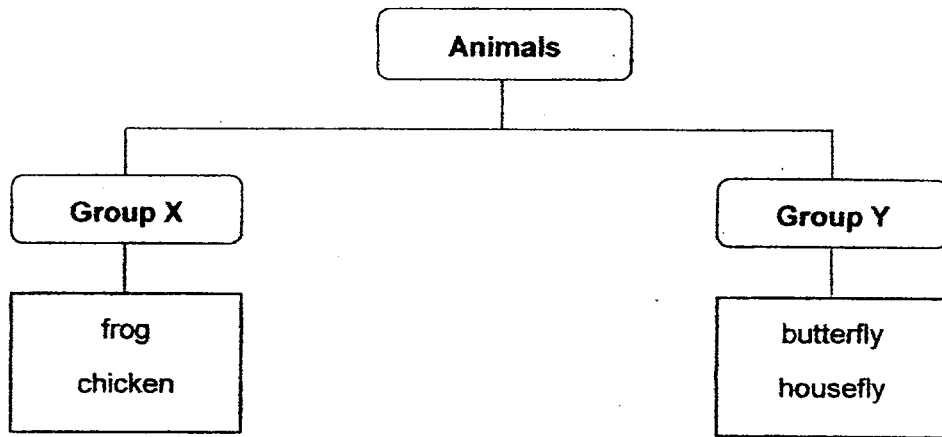 Animals
Group X
Group Y
frog
chicken
butterfly
housefly